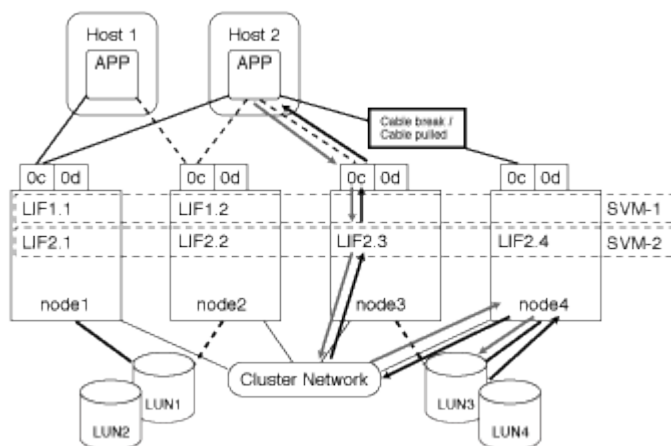 Host 1
Host 2
APP
APP
Cable break /
Cable pulled
0c 0d
0c 0d
0c 0d
0c 0d
LIF1.1
LIF1.2
SVM-1
LIF2.1
LIF2.2
LIF2.3
LIF2.4
SVM-2
node1
node2
node3
node4
LUN1
Cluster Network
LUN3
LUN2
LUN4